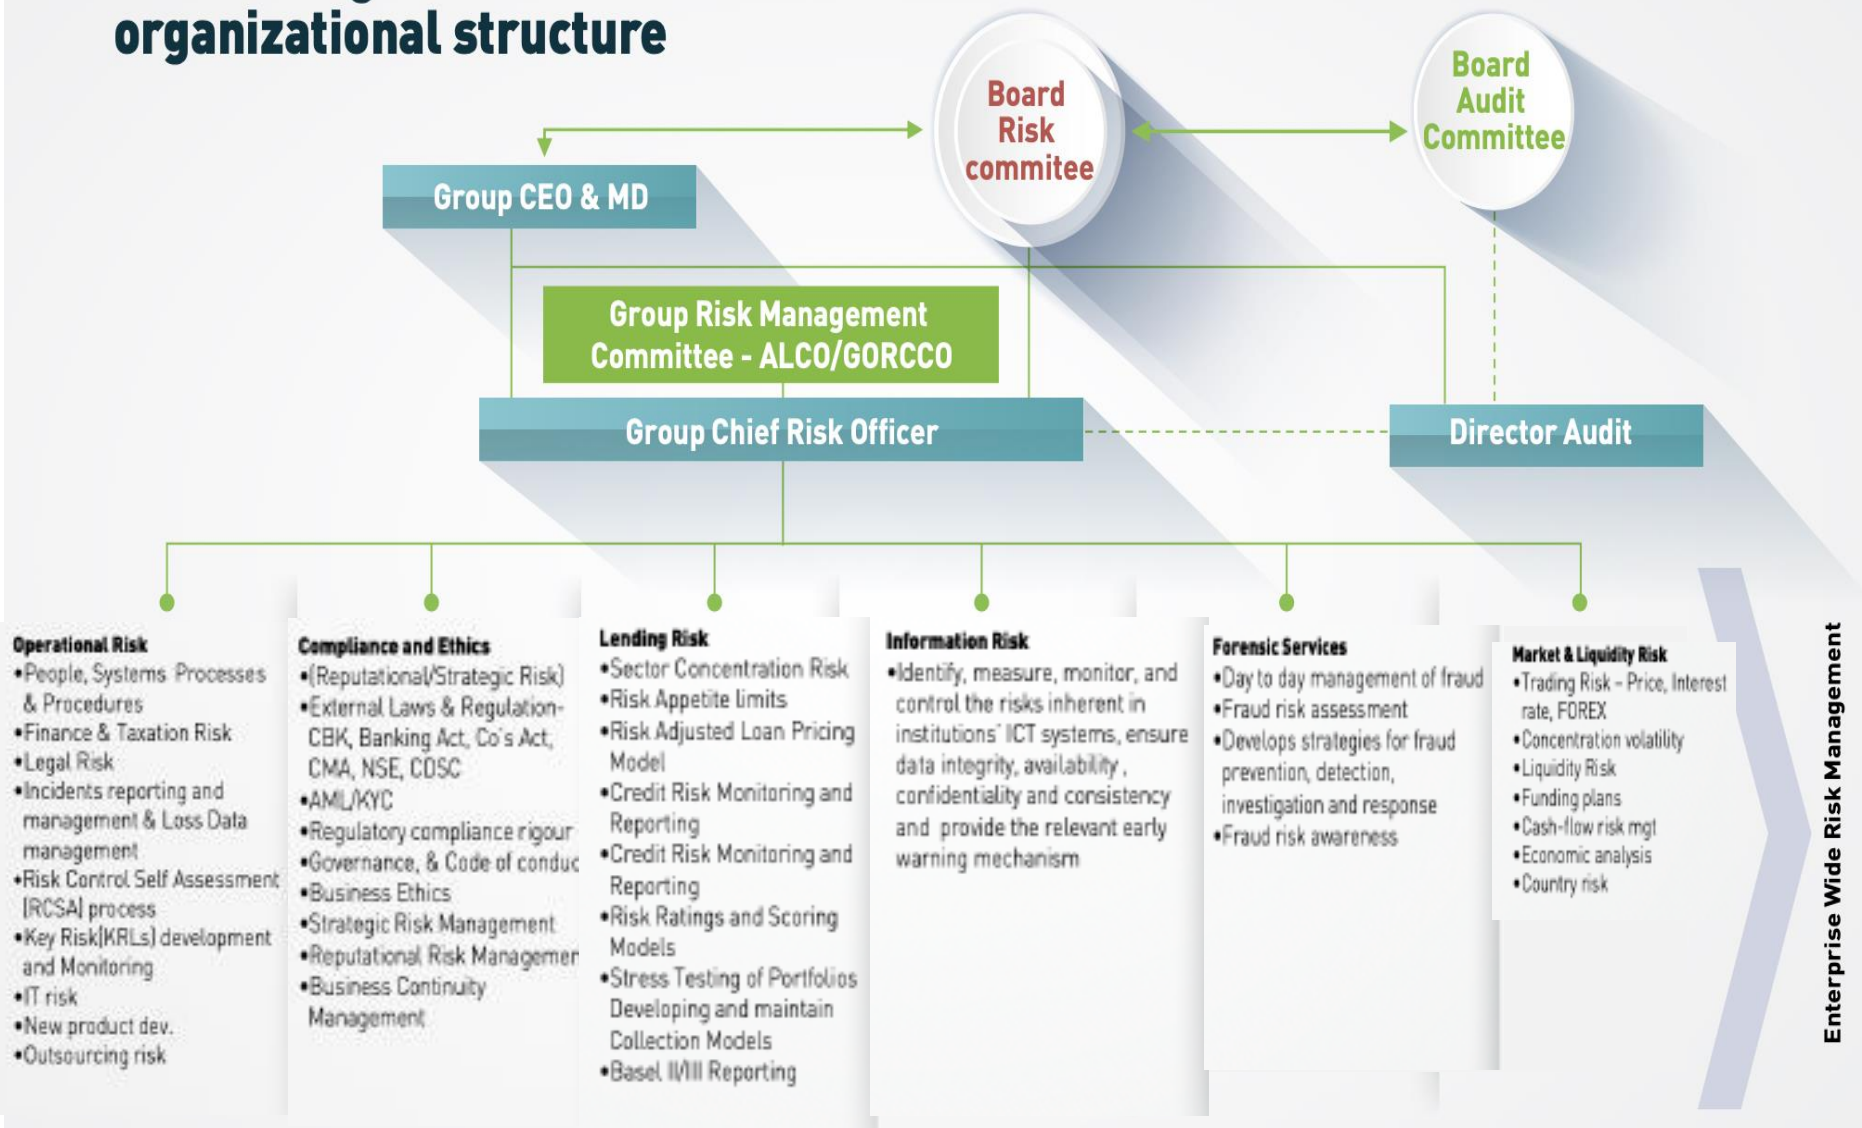 organizational structure
Board
Risk
commitee
Board
Audit
Committee
Group CEO & MD
Group Risk Management
Committee - ALCO/GORCCO
Group Chief Risk Officer
Director Audit
Operational Risk
•People, Systems Processes
& Procedures
•Finance & Taxation Risk
•Legal Risk
•Incidents reporting and
management & Loss Data
management
•Risk Control Self Assessment
(RCSA) process
•Key Risk(KRLs) development
and Monitoring
•IT risk
•New product dev.
•Outsourcing risk
Compliance and Ethics
•(Reputational/Strategic Risk)
•External Laws & Regulation-
CBK, Banking Act, Co's Act,
CMA, NSE, CDSC
•AML/KYC
•Regulatory compliance rigour
•Governance, & Code of conduc
•Business Ethics
•Strategic Risk Management
•Reputational Risk Managemen
•Business Continuity
Management
Lending Risk
•Sector Concentration Risk
•Risk Appetite limits
•Risk Adjusted Loan Pricing
Model
•Credit Risk Monitoring and
Reporting
•Credit Risk Monitoring and
Reporting
•Risk Ratings and Scoring
Models
•Stress Testing of Portfolios
Developing and maintain
Collection Models
•Basel II/III Reporting
Information Risk
•Identify, measure, monitor, and
control the risks inherent in
institutions' ICT systems, ensure
data integrity, availability,
confidentiality and consistency
and provide the relevant early
warning mechanism
Forensic Services
•Day to day management of fraud
•Fraud risk assessment
•Develops strategies for fraud
prevention, detection,
investigation and response
•Fraud risk awareness
Market & Liquidity Risk
•Trading Risk – Price, Interest
rate, FOREX
•Concentration volatility
•Liquidity Risk
•Funding plans
•Cash-flow risk mgt
•Economic analysis
•Country risk
Enterprise Wide Risk Management